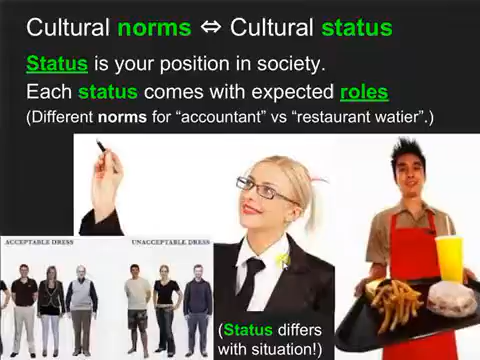 Cultural norms ⇔ Cultural status
Status is your position in society.
Each status comes with expected roles
(Different norms for “accountant” vs “restaurant watier”.)
ACCEPTABLE DRESS
UNACCEPTABLE DRESS
(Status differs
with situation!)